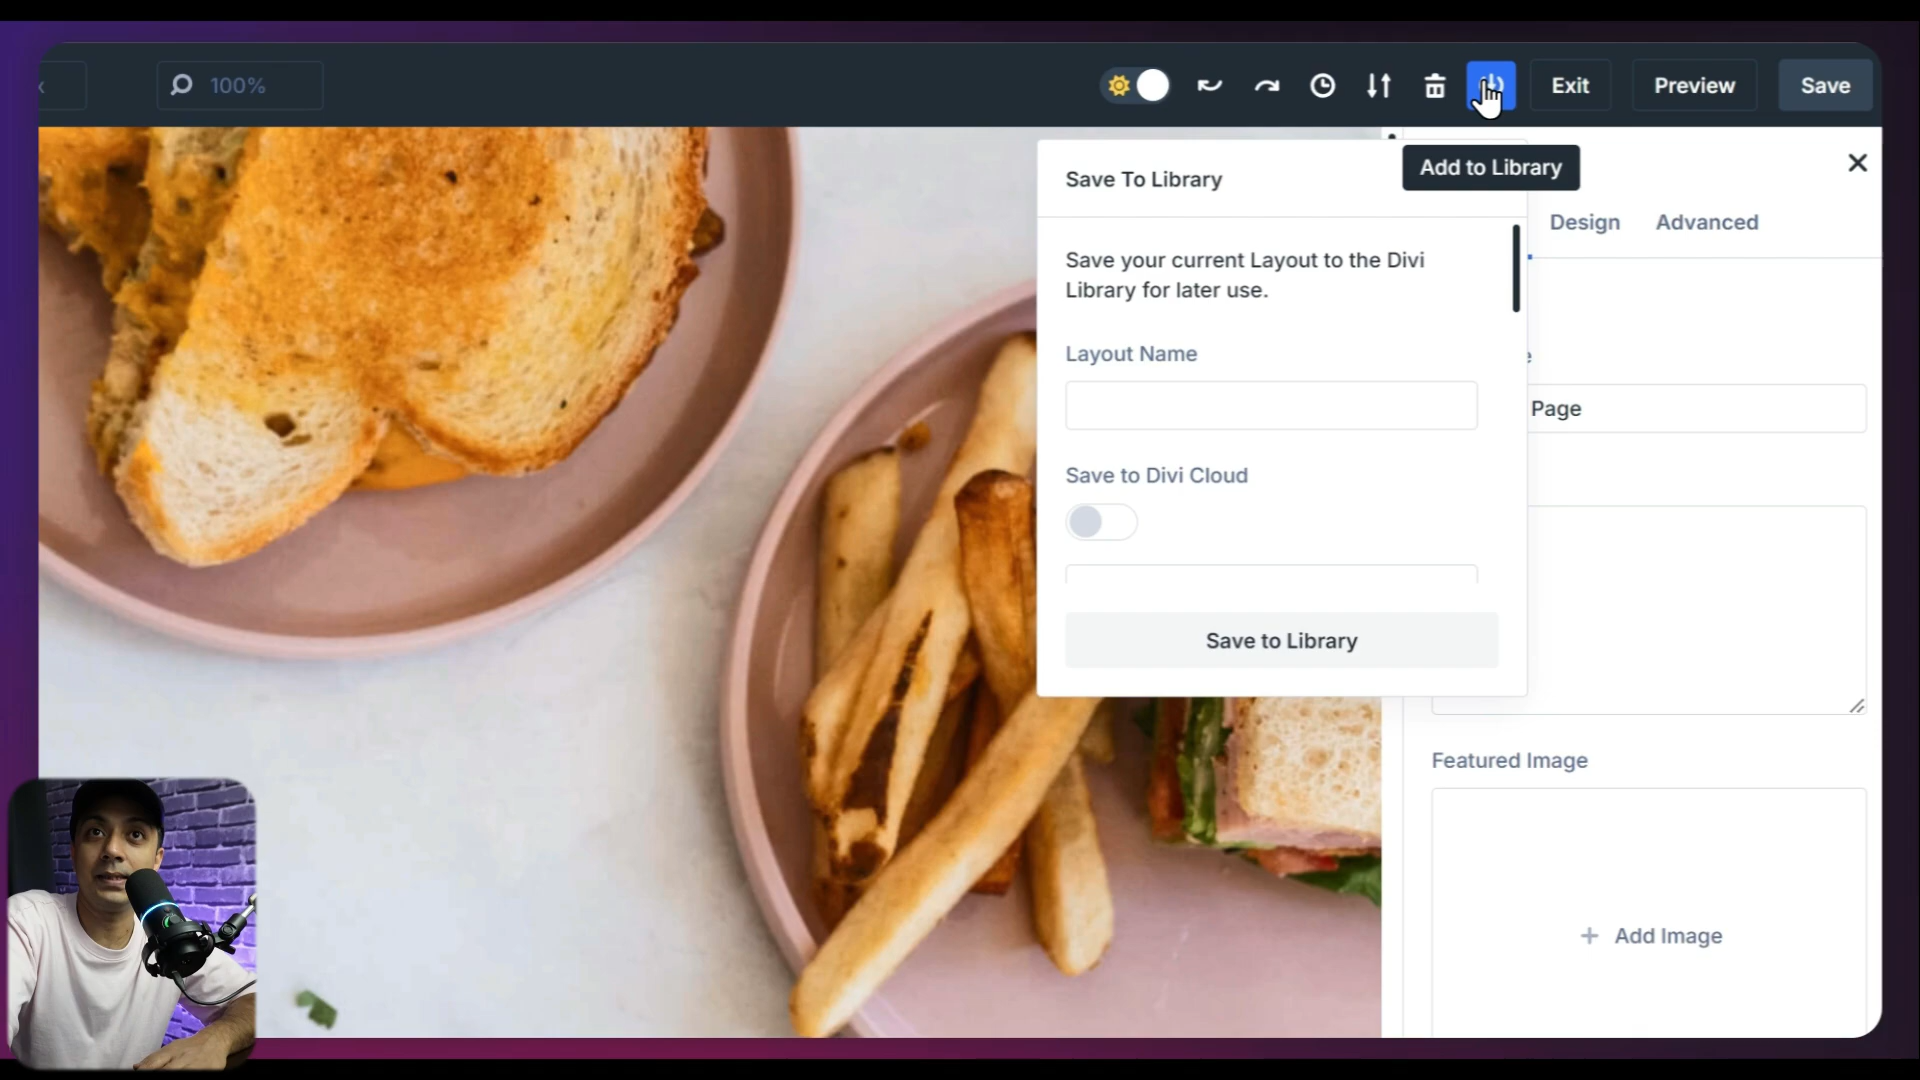 100%
Exit
Preview
Save
Add to Library
Save To Library
Design
Advanced
Save your current Layout to the Divi
Library for later use.
Layout Name
Page
Save to Divi Cloud
Save to Library
Featured Image
+ Add Image